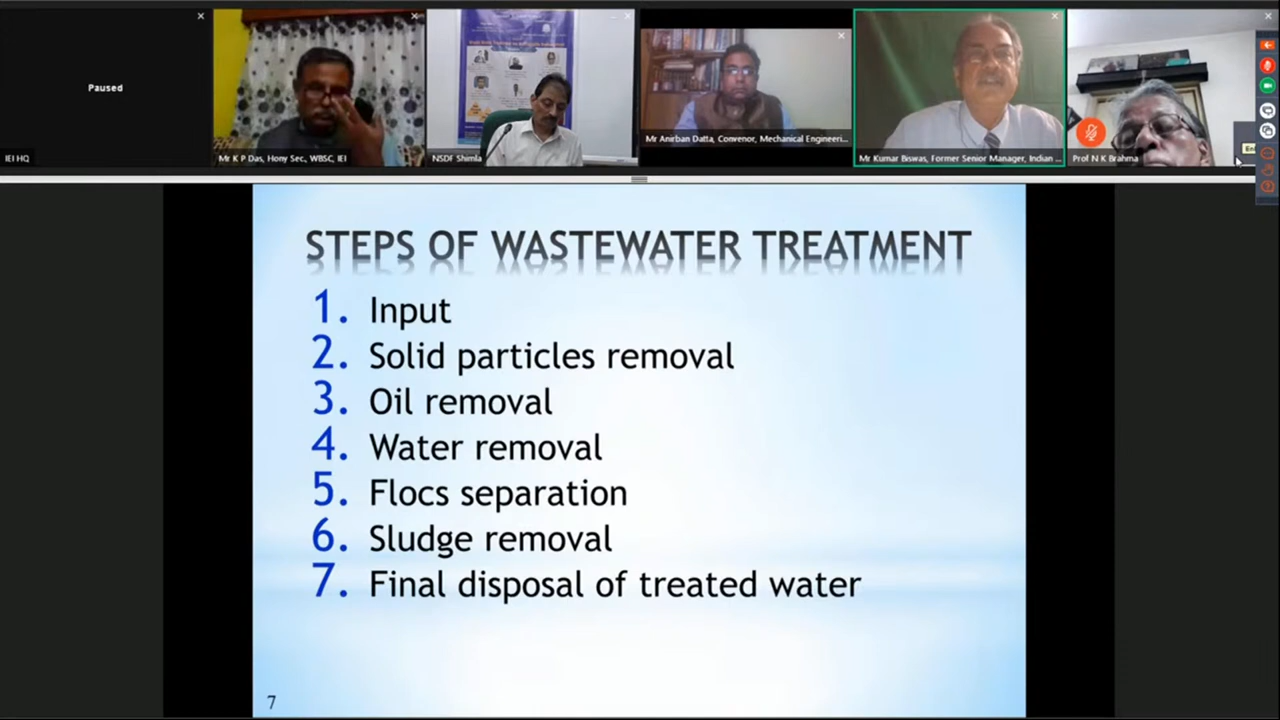 Paused
IEI HQ
Mr K P Das, Hony Sec., WBSC, IEI
NSDF Shimla
Mr Anirban Datta, Convenor, Mechanical Engineeri...
Mr Kumar Biswas, Former Senior Manager, Indian ...
Prof N K Brahma
STEPS OF WASTEWATER TREATMENT
1. Input
2. Solid particles removal
3. Oil removal
4. Water removal
5. Flocs separation
6. Sludge removal
7. Final disposal of treated water
7